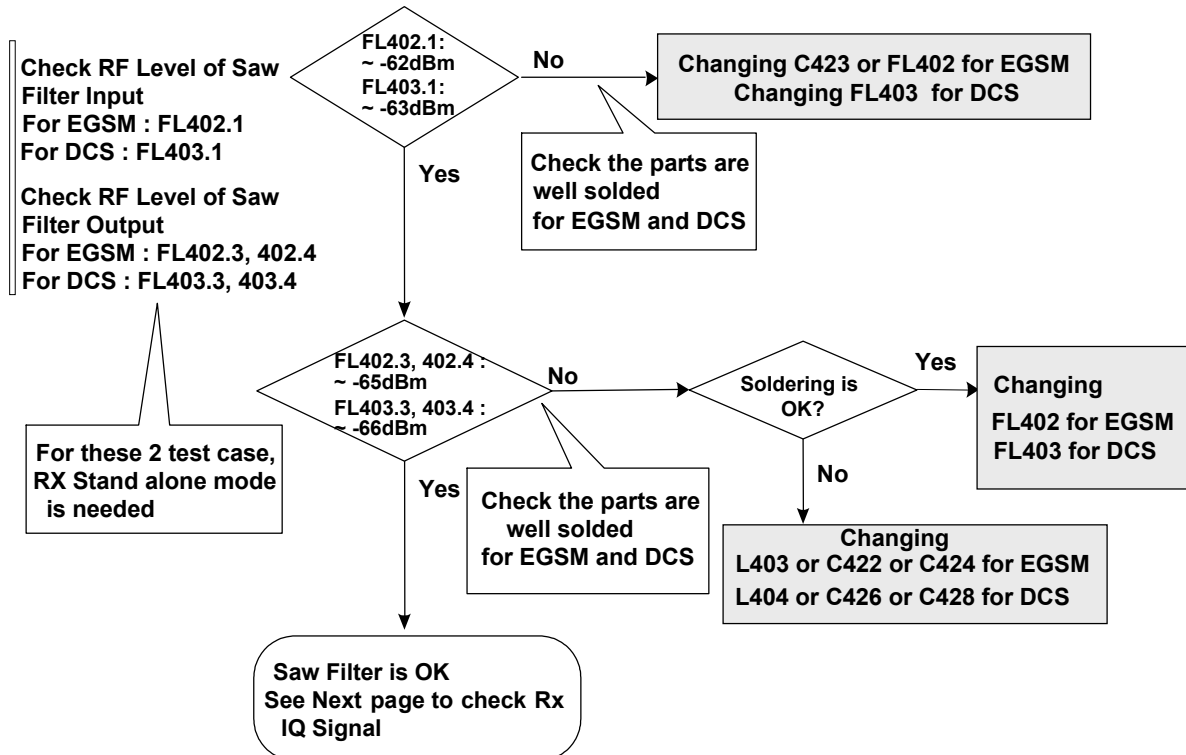 Check RF Level of Saw
Filter Input
For EGSM : FL402.1
For DCS : FL403.1
Check RF Level of Saw
Filter Output
For EGSM : FL402.3, 402.4
For DCS : FL403.3, 403.4
For these 2 test case,
RX Stand alone mode
is needed
FL402.1:
~ -62dBm
FL403.1:
~ -63dBm
No
Changing C423 or FL402 for EGSM
Changing FL403 for DCS
Check the parts are
well solded
for EGSM and DCS
Yes
FL402.3, 402.4 :
~ -65dBm
FL403.3, 403.4 :
~ -66dBm
No
Check the parts are
well solded
for EGSM and DCS
Soldering is
OK?
Yes
Changing
FL402 for EGSM
FL403 for DCS
No
Changing
L403 or C422 or C424 for EGSM
L404 or C426 or C428 for DCS
Yes
Saw Filter is OK
See Next page to check Rx
IQ Signal